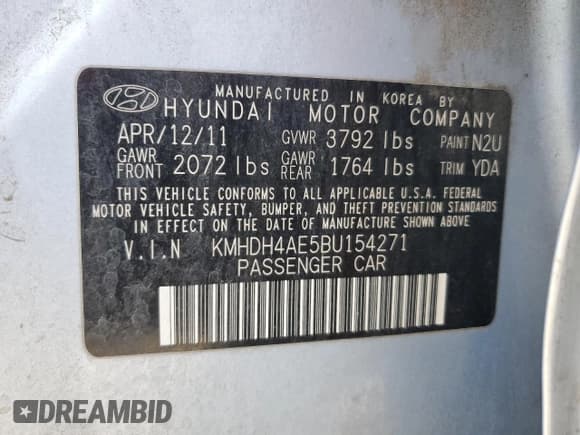 MANUFACTURED IN KOREA BY
HYUNDAI MOTOR COMPANY
APR/12/11 GVWR 3792 lbs PAINT N2U
GAWR FRONT 2072 lbs GAWR REAR 1764 lbs TRIM YDA
THIS VEHICLE CONFORMS TO ALL APPLICABLE U.S.A. FEDERAL
MOTOR VEHICLE SAFETY, BUMPER, AND THEFT PREVENTION STANDARDS
IN EFFECT ON THE DATE OF MANUFACTURE SHOWN ABOVE.
V.I.N KMHDH4AE5BU154271
PASSENGER CAR
DREAMBID